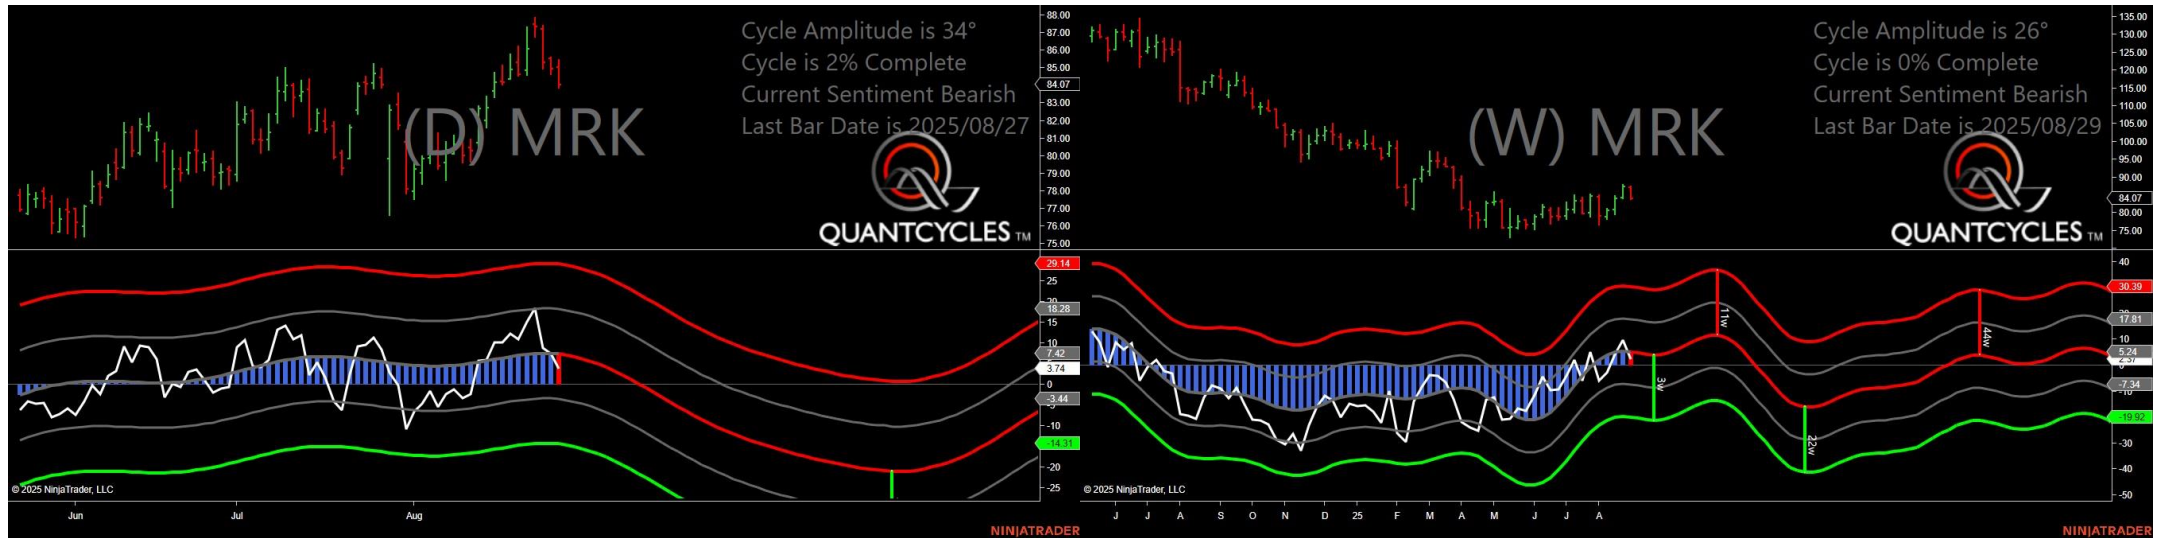 Cycle Amplitude is 34°
Cycle is 2% Complete
Current Sentiment Bearish
Last Bar Date is 2025/08/27
(D) MRK
QUANTCYCLES TM
88.00
87.00
86.00
85.00
84.07
83.00
82.00
81.00
80.00
79.00
78.00
77.00
76.00
75.00
29.14
25
18.28
15
10
7.42
3.74
0
-3.44
-10
-14.31
-20
-25
© 2025 NinjaTrader, LLC
Jun Jul Aug
NINJATRADER
Cycle Amplitude is 26°
Cycle is 0% Complete
Current Sentiment Bearish
Last Bar Date is 2025/08/29
(W) MRK
QUANTCYCLES TM
135.00
130.00
125.00
120.00
115.00
110.00
105.00
100.00
95.00
90.00
84.07
80.00
75.00
40
30.39
17.81
10
5.24
-7.34
-19.92
-30
-40
-50
3w
11w
22w
44w
© 2025 NinjaTrader, LLC
J J A S O N D 25 F M A M J J A
NINJATRADER